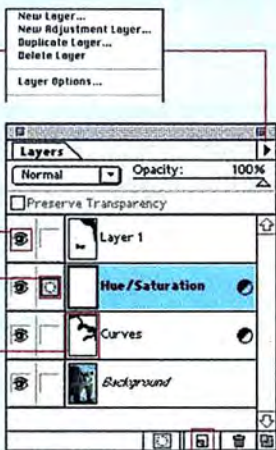 New Layer...
New Adjustment Layer...
Duplicate Layer...
Delete Layer
Layer Options...
Layers
Normal Opacity: 100%
Preserve Transparency
Layer 1
Hue/Saturation
Curves
Background